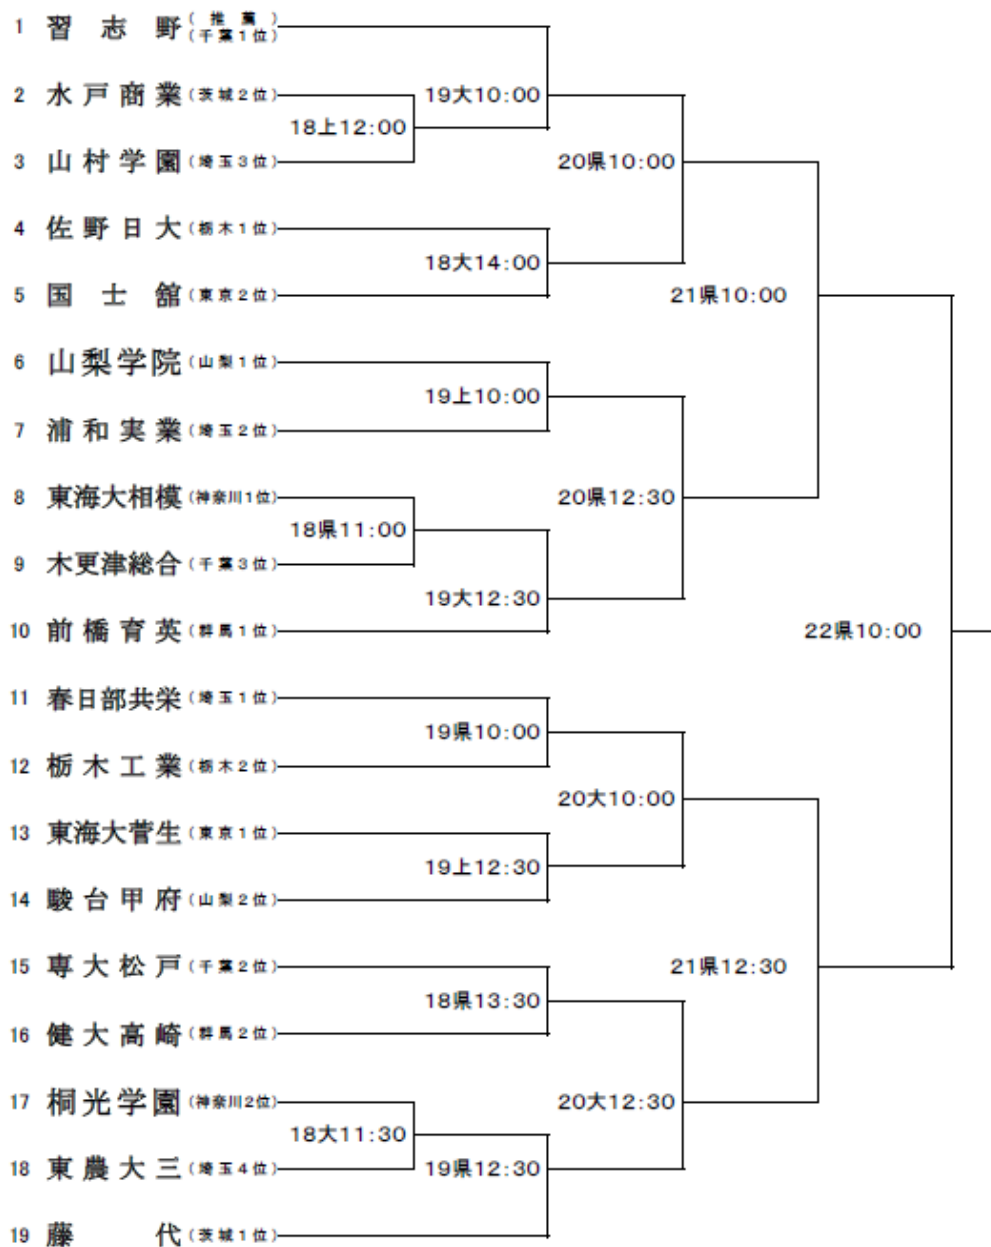 1 習志野 (推薦)
(千葉1位)
2 水戸商業 (茨城2位)
3 山村学園 (埼玉3位)
4 佐野日大 (栃木1位)
5 国士舘 (東京2位)
6 山梨学院 (山梨1位)
7 浦和実業 (埼玉2位)
8 東海大相模 (神奈川1位)
9 木更津総合 (千葉3位)
10 前橋育英 (群馬1位)
11 春日部共栄 (埼玉1位)
12 栃木工業 (栃木2位)
13 東海大菅生 (東京1位)
14 駿台甲府 (山梨2位)
15 専大松戸 (千葉2位)
16 健大高崎 (群馬2位)
17 桐光学園 (神奈川2位)
18 東農大三 (埼玉4位)
19 藤代 (茨城1位)
18上12:00
18県11:00
18大11:30
19大10:00
18大14:00
19上10:00
19大12:30
19県10:00
19上12:30
18県13:30
19県12:30
20県10:00
20県12:30
20大10:00
20大12:30
21県10:00
21県12:30
22県10:00